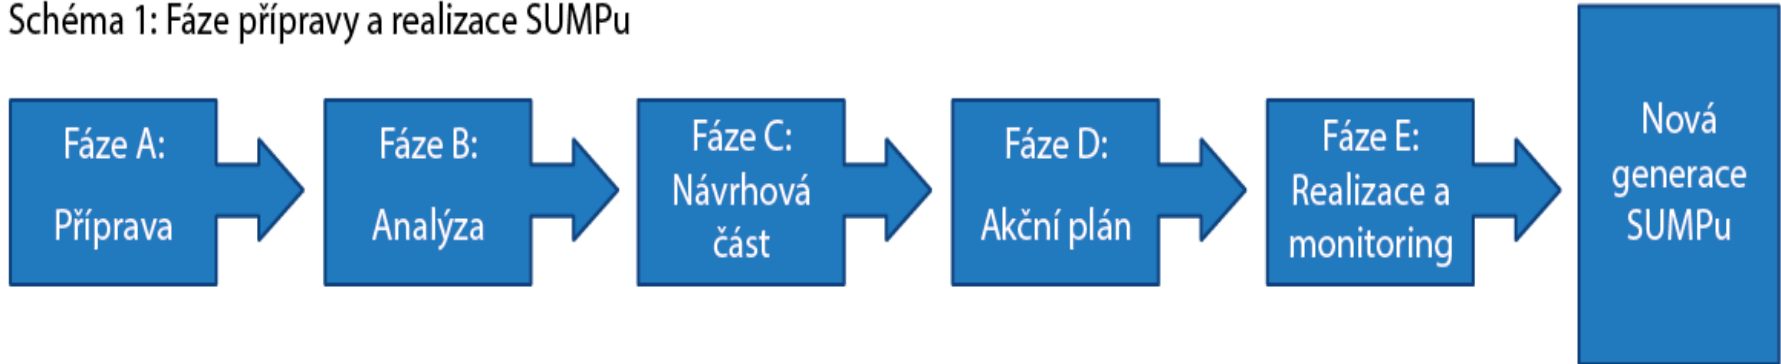 Schéma 1: Fáze přípravy a realizace SUMPu
Fáze A:
Příprava
Fáze B:
Analýza
Fáze C:
Návrhová
část
Fáze D:
Akční plán
Fáze E:
Realizace a
monitoring
Nová
generace
SUMPu